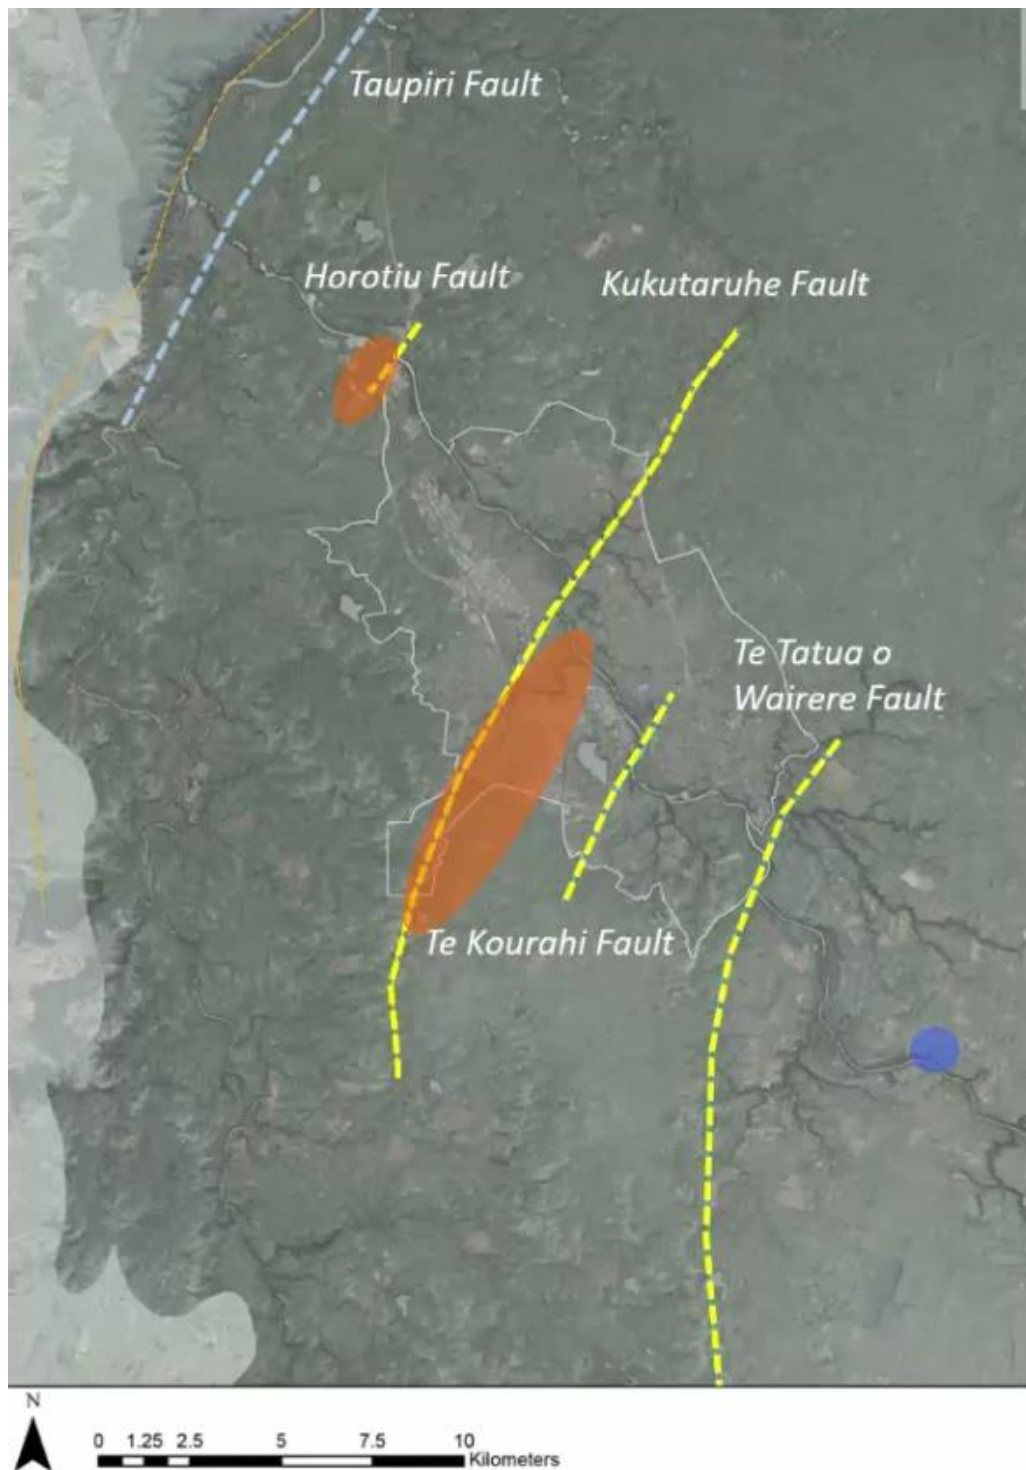 Taupiri Fault
Horotiu Fault
Kukutaruhe Fault
Te Tatua o
Wairere Fault
Te Kourahi Fault
N
0 1.25 2.5 5 7.5 10
Kilometers